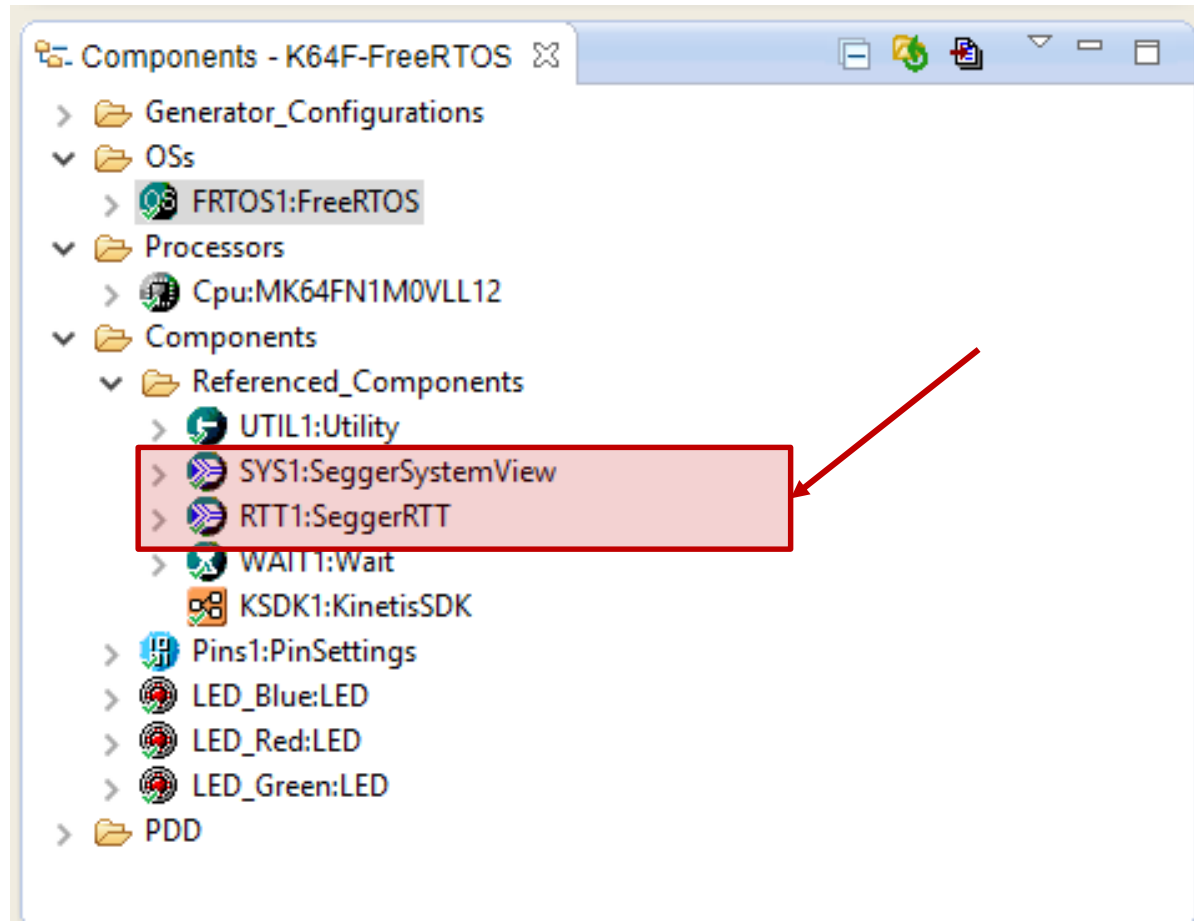 Components - K64F-FreeRTOS
Generator_Configurations
OSs
FRTOS1:FreeRTOS
Processors
Cpu:MK64FN1M0VLL12
Components
Referenced_Components
UTIL1:Utility
SYS1:SeggerSystemView
RTT1:SeggerRTT
WAIT1:Wait
KSDK1:KinetisSDK
Pins1:PinSettings
LED_Blue:LED
LED_Red:LED
LED_Green:LED
PDD